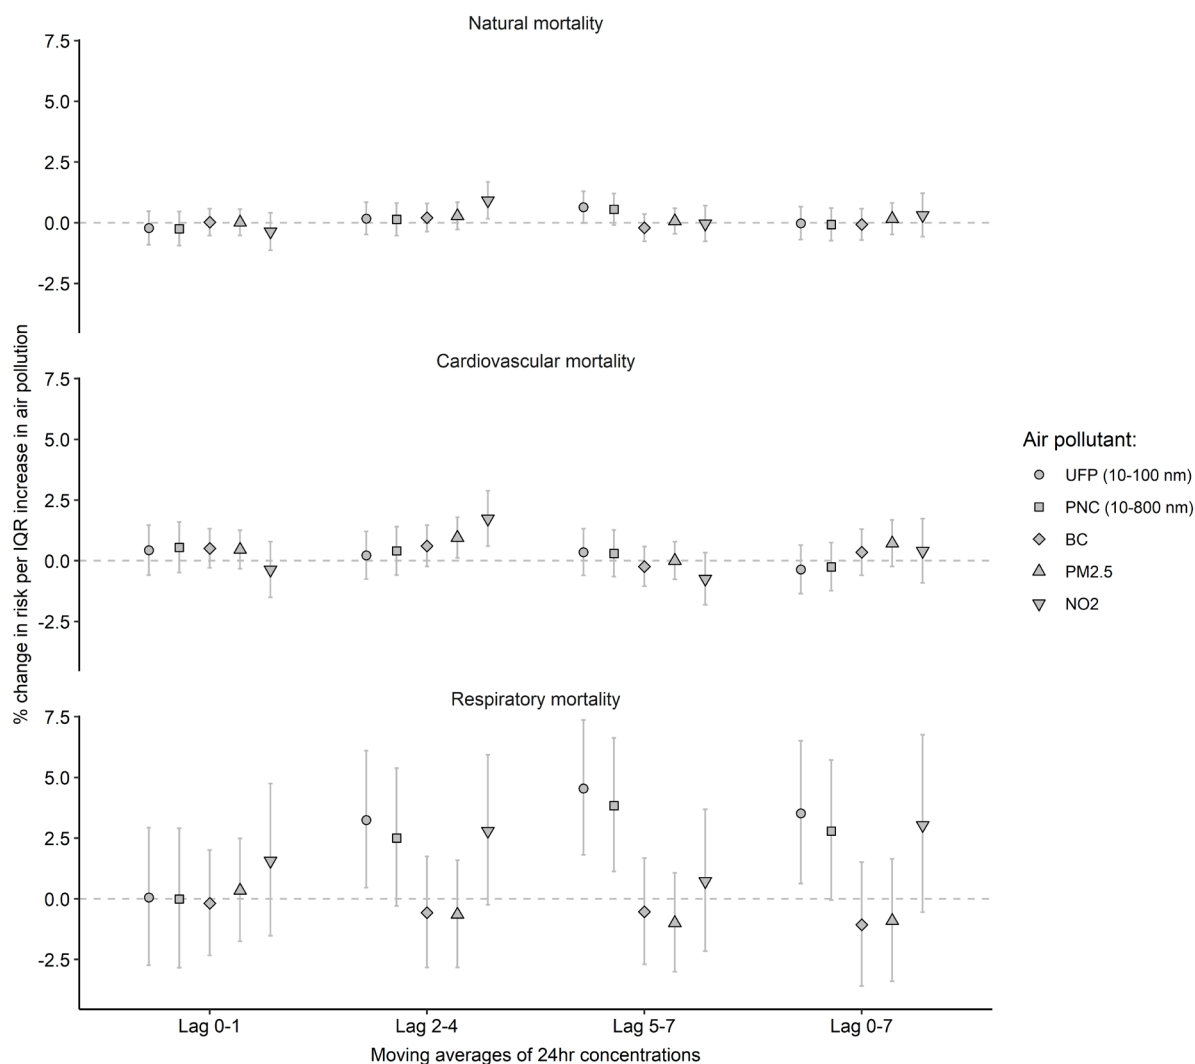 Natural mortality
7.5
5.0
2.5
0.0
-2.5
Cardiovascular mortality
7.5
5.0
2.5
0.0
-2.5
Respiratory mortality
7.5
5.0
2.5
0.0
-2.5
% change in risk per IQR increase in air pollution
Lag 0-1
Lag 2-4
Lag 5-7
Lag 0-7
Moving averages of 24hr concentrations
Air pollutant:
UFP (10-100 nm)
PNC (10-800 nm)
BC
PM2.5
NO2